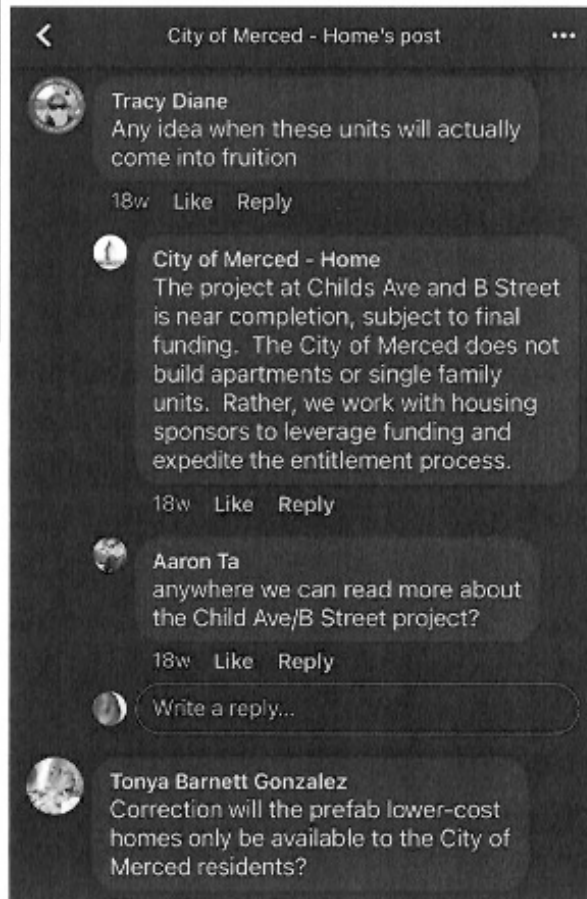 City of Merced - Home's post
Tracy Diane
Any idea when these units will actually
come into fruition
18w Like Reply
City of Merced - Home
The project at Childs Ave and B Street
is near completion, subject to final
funding. The City of Merced does not
build apartments or single family
units. Rather, we work with housing
sponsors to leverage funding and
expedite the entitlement process.
18w Like Reply
Aaron Ta
anywhere we can read more about
the Child Ave/B Street project?
18w Like Reply
Write a reply...
Tonya Barnett Gonzalez
Correction will the prefab lower-cost
homes only be available to the City of
Merced residents?